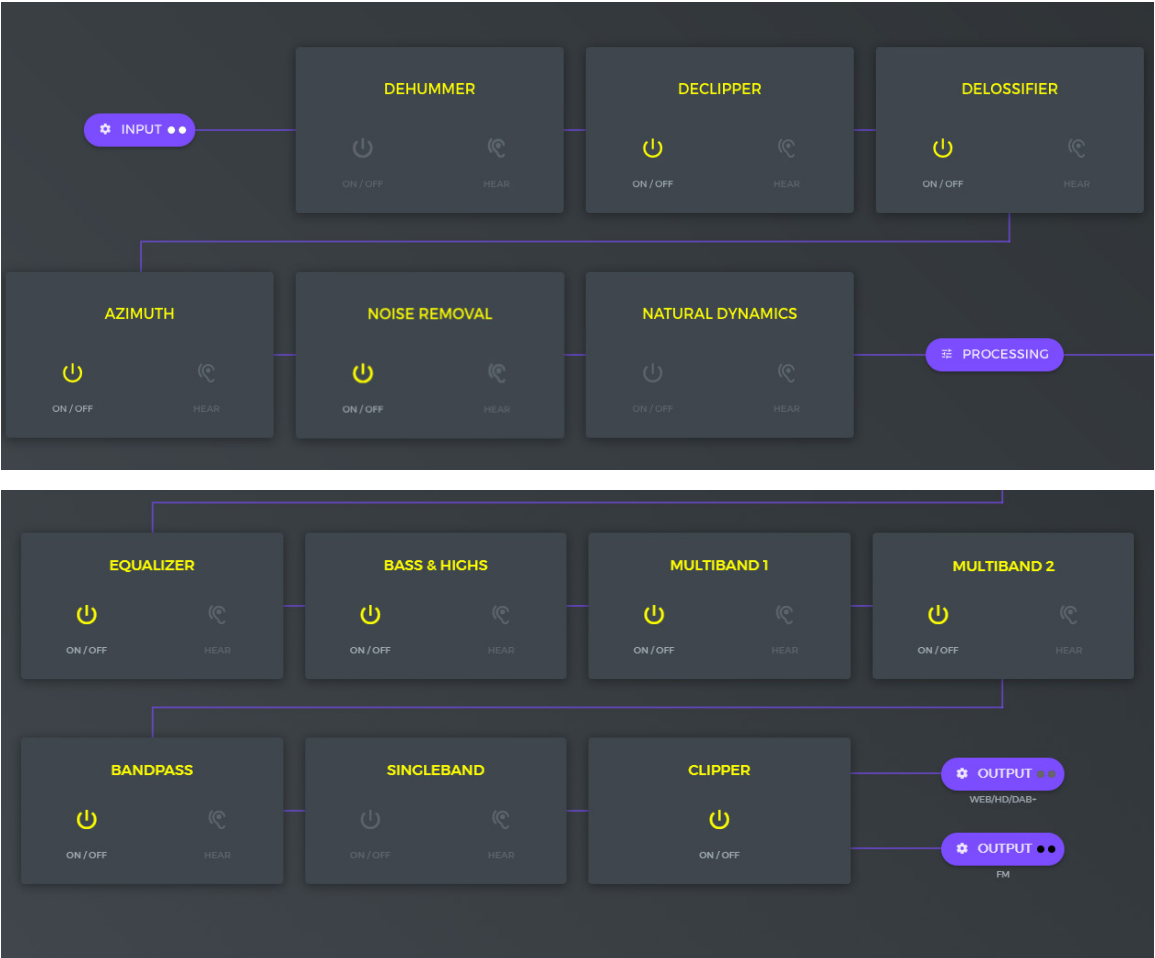 DEHUMMER
DECLIPPER
DELOSSIFIER
INPUT
ON / OFF HEAR
ON / OFF HEAR
ON / OFF HEAR
AZIMUTH
NOISE REMOVAL
NATURAL DYNAMICS
PROCESSING
ON / OFF HEAR
ON / OFF HEAR
ON / OFF HEAR
EQUALIZER
BASS & HIGHS
MULTIBAND 1
MULTIBAND 2
ON / OFF HEAR
ON / OFF HEAR
ON / OFF HEAR
ON / OFF HEAR
BANDPASS
SINGLEBAND
CLIPPER
OUTPUT
WEB/HD/DAB+
ON / OFF HEAR
ON / OFF HEAR
ON / OFF
OUTPUT
FM